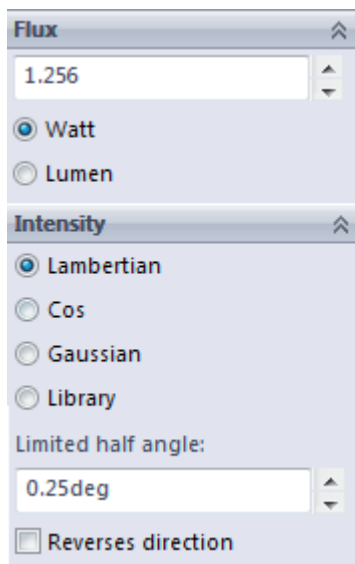 Flux
1.256
Watt
Lumen
Intensity
Lambertian
Cos
Gaussian
Library
Limited half angle:
0.25deg
Reverses direction